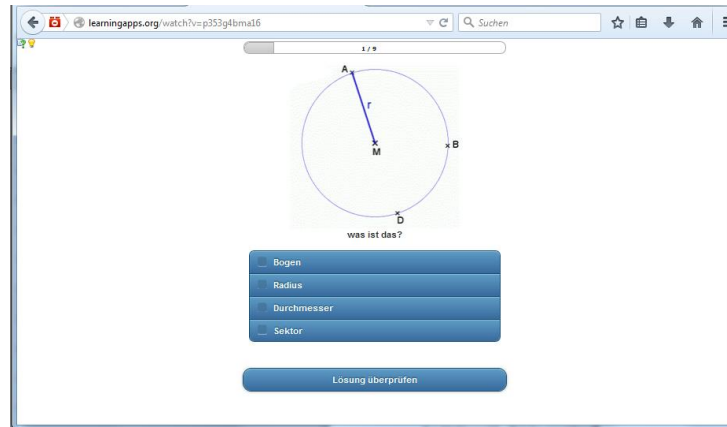 learningapps.org/watch?v=p353g4bma16
Suchen
1 / 9
A
r
M
B
D
was ist das?
Bogen
Radius
Durchmesser
Sektor
Lösung überprüfen